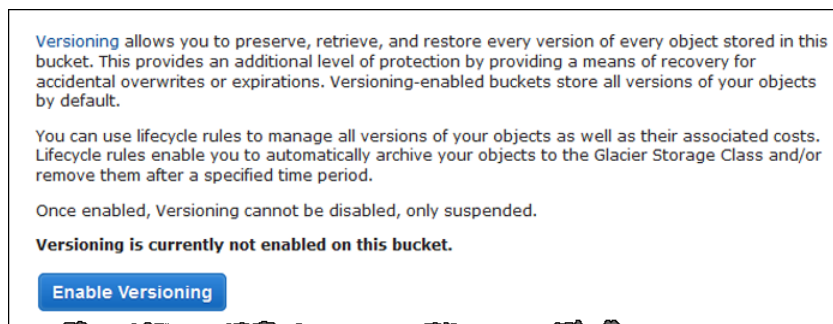 Versioning allows you to preserve, retrieve, and restore every version of every object stored in this
bucket. This provides an additional level of protection by providing a means of recovery for
accidental overwrites or expirations. Versioning-enabled buckets store all versions of your objects
by default.
You can use lifecycle rules to manage all versions of your objects as well as their associated costs.
Lifecycle rules enable you to automatically archive your objects to the Glacier Storage Class and/or
remove them after a specified time period.
Once enabled, Versioning cannot be disabled, only suspended.
Versioning is currently not enabled on this bucket.
Enable Versioning